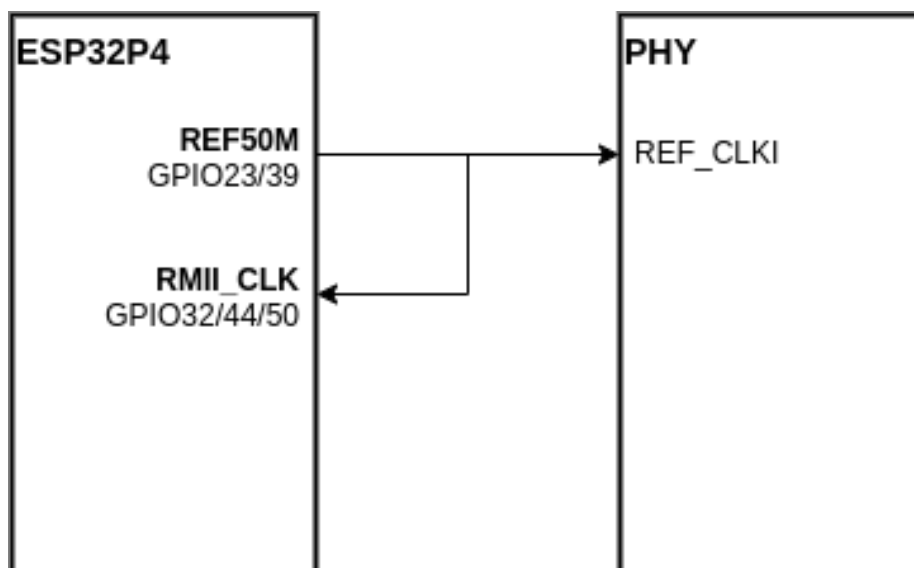 ESP32P4
PHY
REF50M
GPIO23/39
REF_CLKI
RMII_CLK
GPIO32/44/50